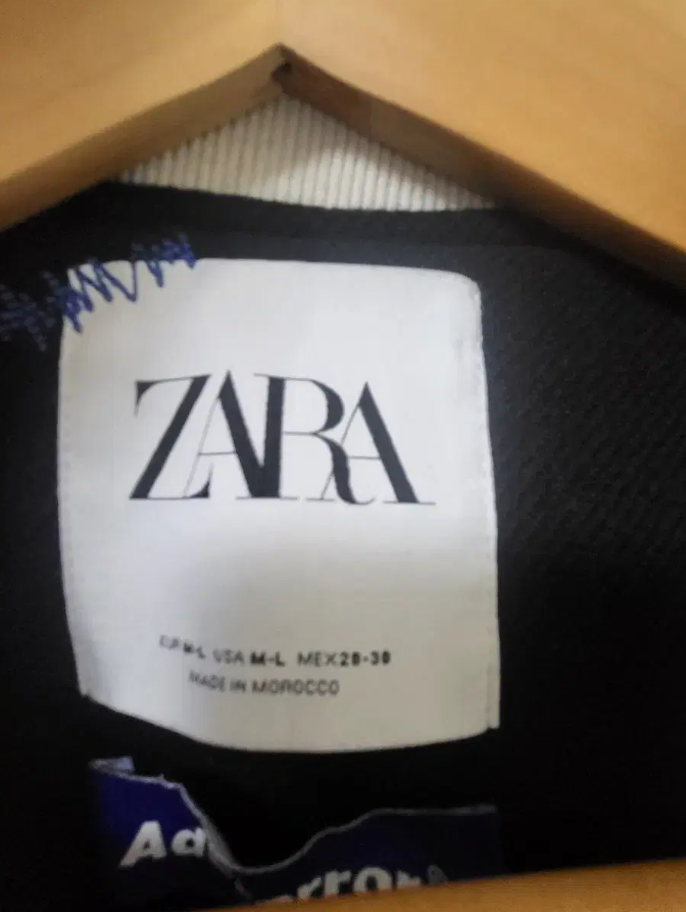 ZARA
EUR M-L USA M-L MEX 28-30
MADE IN MOROCCO